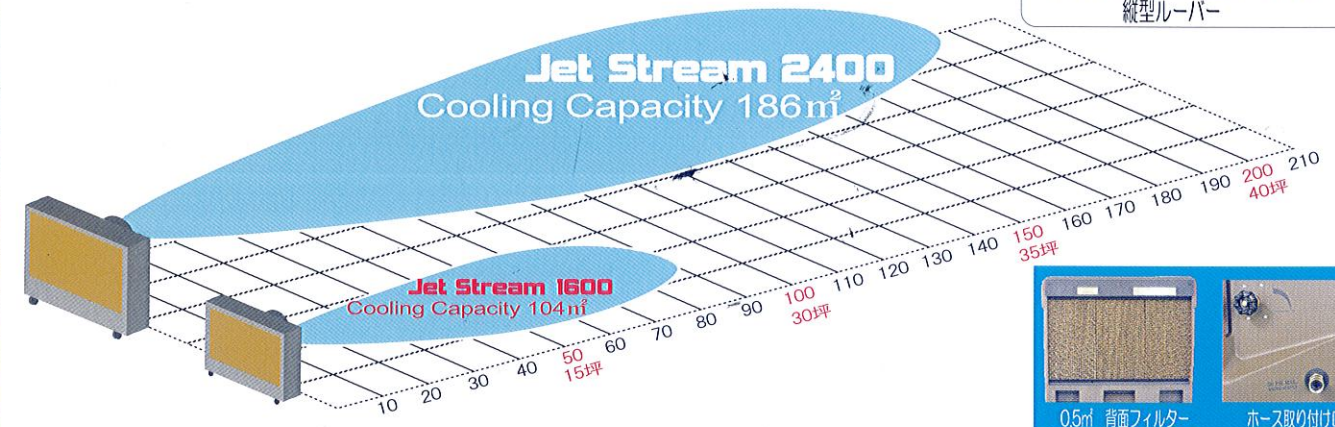 縦型ルーバー
Jet Stream 2400
Cooling Capacity 186㎡
Jet Stream 1600
Cooling Capacity 104㎡
10 20 30 40 50 60 70 80 90 100 110 120 130 140 150 160 170 180 190 200 210
15坪 30坪 35坪 40坪
0.5㎡ 背面フィルター
ホース取り付け